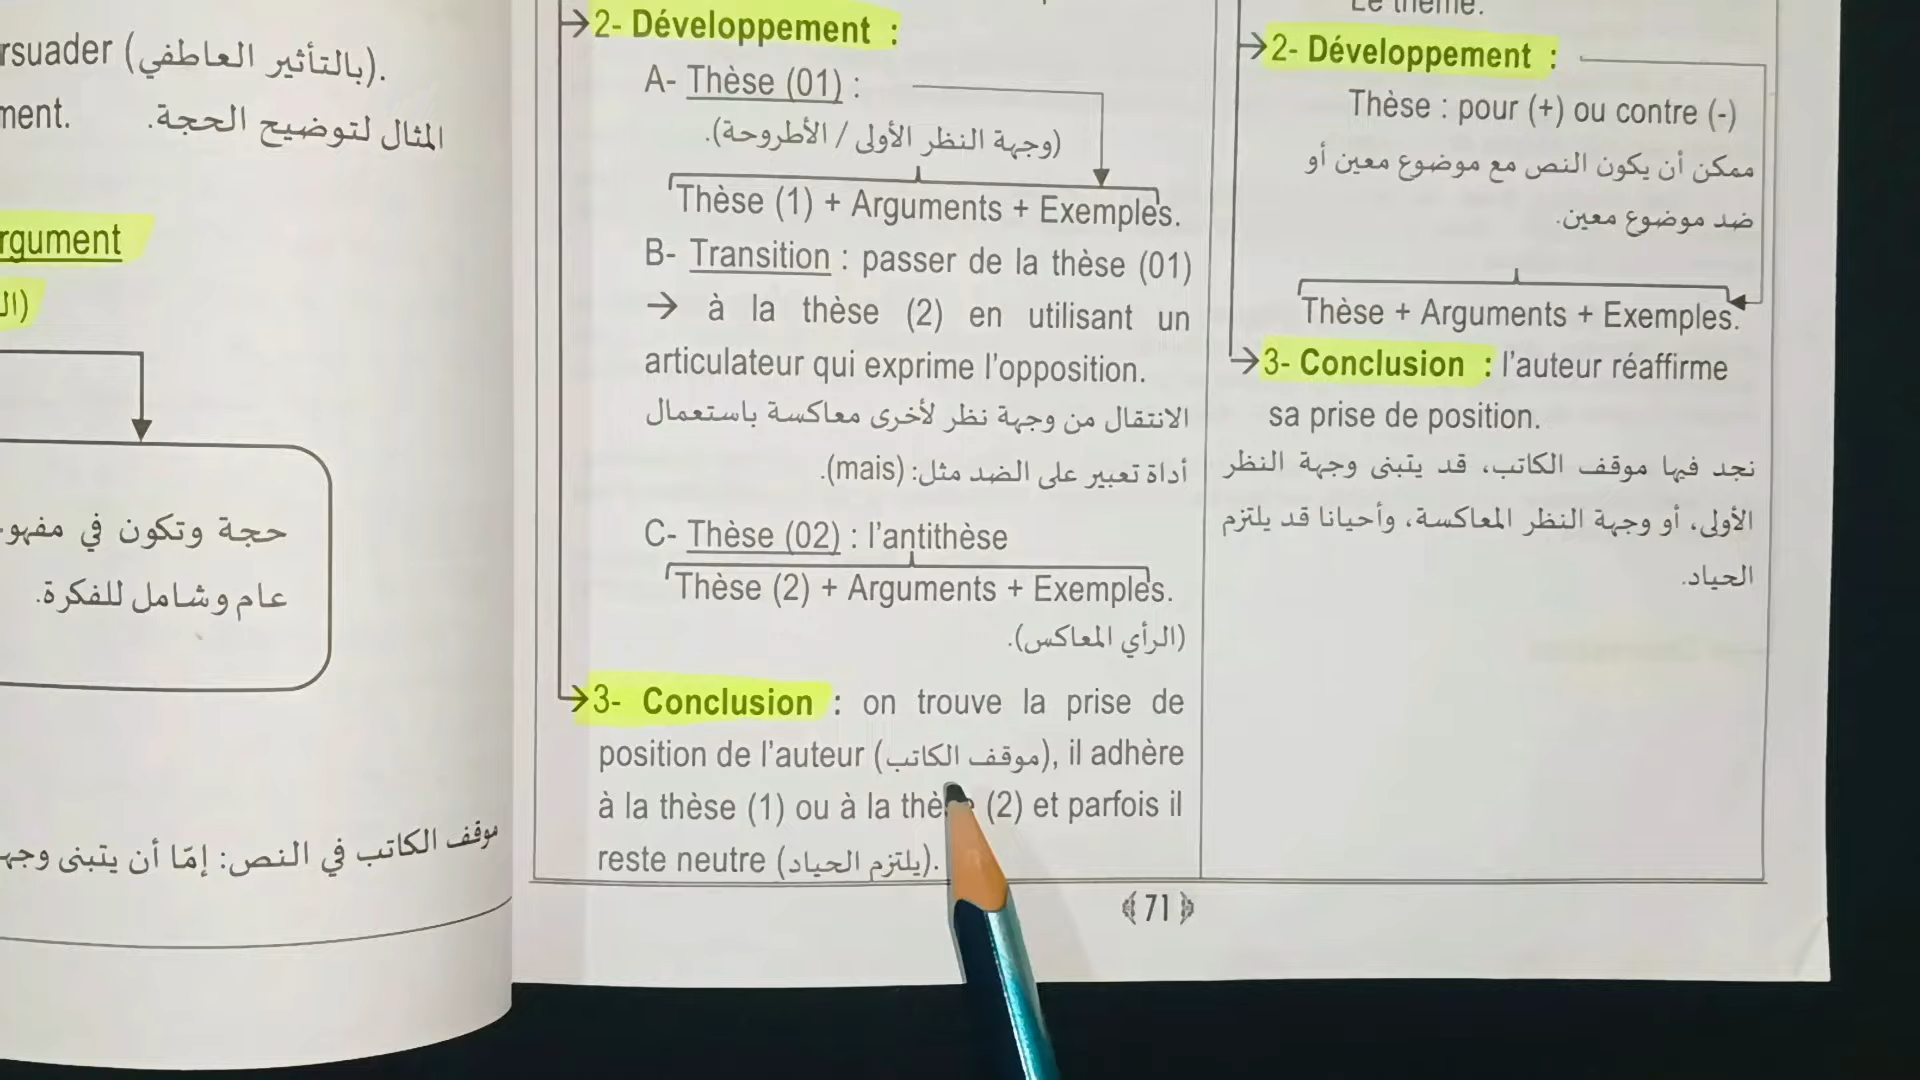 rsuader (بالتأثير العاطفي).
ment. المثال لتوضيح الحجة.
rgument
حجة وتكون في مفهو
عام وشامل للفكرة.
موقف الكاتب في النص: إمّا أن يتبنى وجه
2- Développement :
A- Thèse (01) :
(وجهة النظر الأولى / الأطروحة).
Thèse (1) + Arguments + Exemples.
B- Transition : passer de la thèse (01)
→ à la thèse (2) en utilisant un
articulateur qui exprime l'opposition.
الانتقال من وجهة نظر لأخرى معاكسة باستعمال
أداة تعبير على الضد مثل: (mais).
C- Thèse (02) : l'antithèse
Thèse (2) + Arguments + Exemples.
(الرأي المعاكس).
3- Conclusion : on trouve la prise de
position de l'auteur (موقف الكاتب), il adhère
à la thèse (1) ou à la thè (2) et parfois il
reste neutre (يلتزم الحياد).
Le thème.
2- Développement :
Thèse : pour (+) ou contre (-)
ممكن أن يكون النص مع موضوع معين أو
ضد موضوع معين.
Thèse + Arguments + Exemples.
3- Conclusion : l'auteur réaffirme
sa prise de position.
نجد فيها موقف الكاتب، قد يتبنى وجهة النظر
الأولى، أو وجهة النظر المعاكسة، وأحيانا قد يلتزم
الحياد.
71